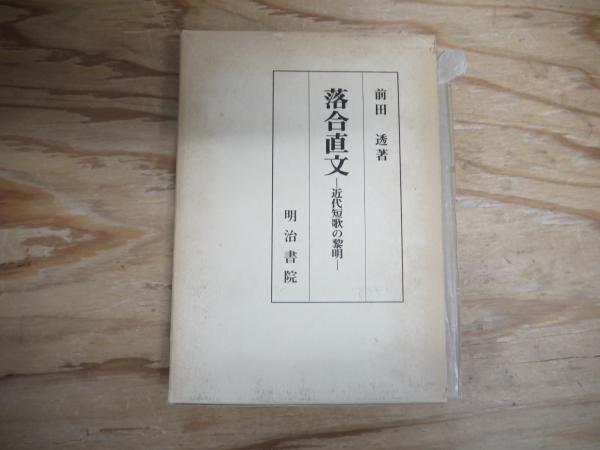 前田 透著
落合直文
―近代短歌の黎明―
明治書院